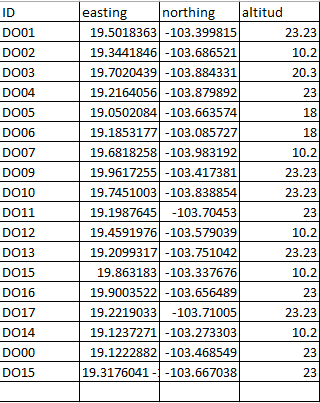 ID easting northing altitud
DO01 19.5018363 -103.399815 23.23
DO02 19.3441846 -103.686521 10.2
DO03 19.7020439 -103.884331 20.3
DO04 19.2164056 -103.879892 23
DO05 19.0502084 -103.663574 18
DO06 19.1853177 -103.085727 18
DO07 19.6818258 -103.983192 10.2
DO09 19.9617255 -103.417381 23.23
DO10 19.7451003 -103.838854 23.23
DO11 19.1987645 -103.70453 23
DO12 19.4591976 -103.579039 10.2
DO13 19.2099317 -103.751042 23.23
DO15 19.863183 -103.337676 10.2
DO16 19.9003522 -103.656489 23
DO17 19.2219033 -103.71005 23.23
DO14 19.1237271 -103.273303 10.2
DO00 19.1222882 -103.468549 23
DO15 19.3176041 - -103.667038 23